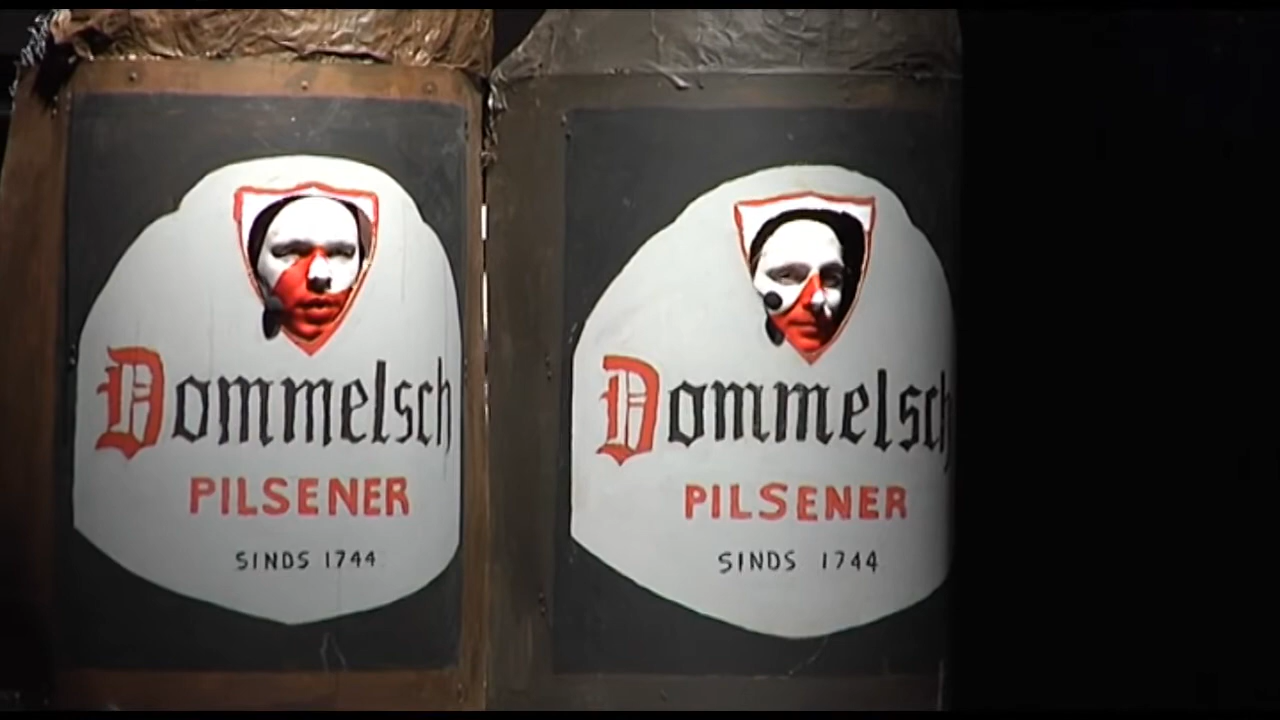 Dommelsch
PILSENER
SINDS 1744
Dommelsch
PILSENER
SINDS 1744